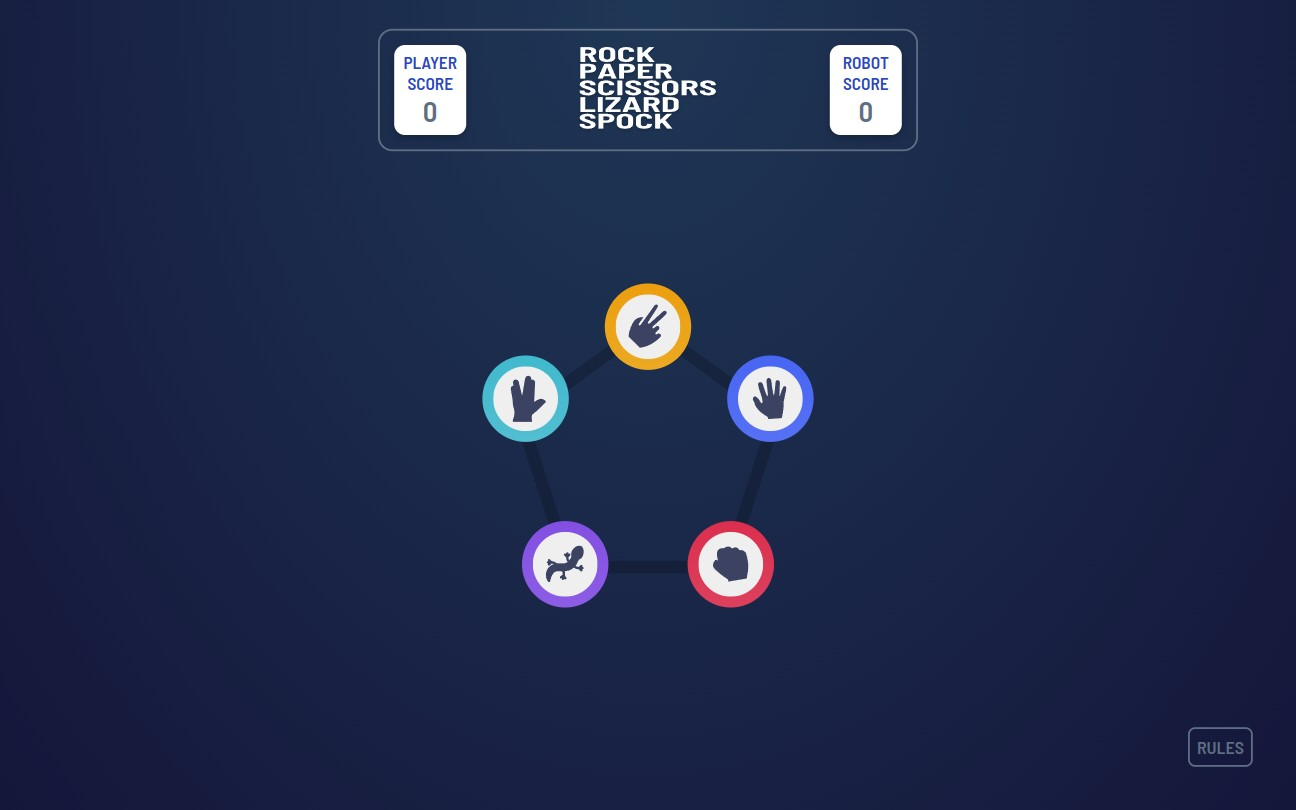 PLAYER
SCORE
0
ROCK
PAPER
SCISSORS
LIZARD
SPOCK
ROBOT
SCORE
0
RULES